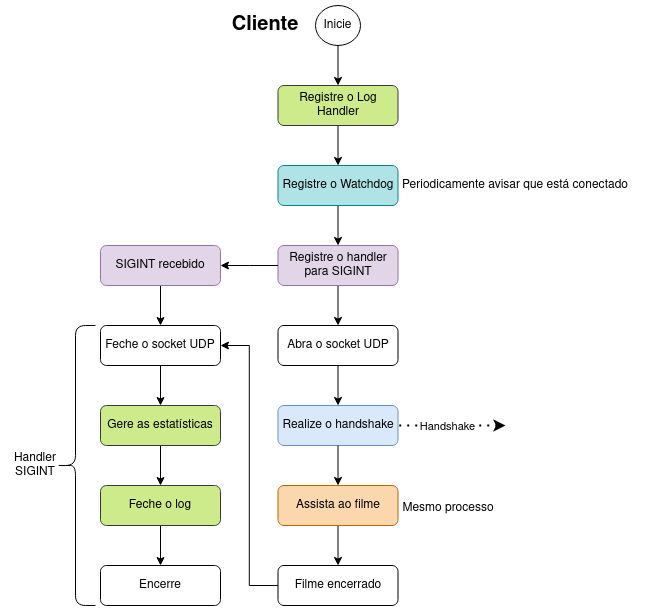 Cliente
Inicie
Registre o Log
Handler
Registre o Watchdog
Periodicamente avisar que está conectado
SIGINT recebido
Registre o handler
para SIGINT
Feche o socket UDP
Abra o socket UDP
Gere as estatísticas
Realize o handshake
Handshake
Handler
SIGINT
Feche o log
Assista ao filme
Mesmo processo
Encerre
Filme encerrado